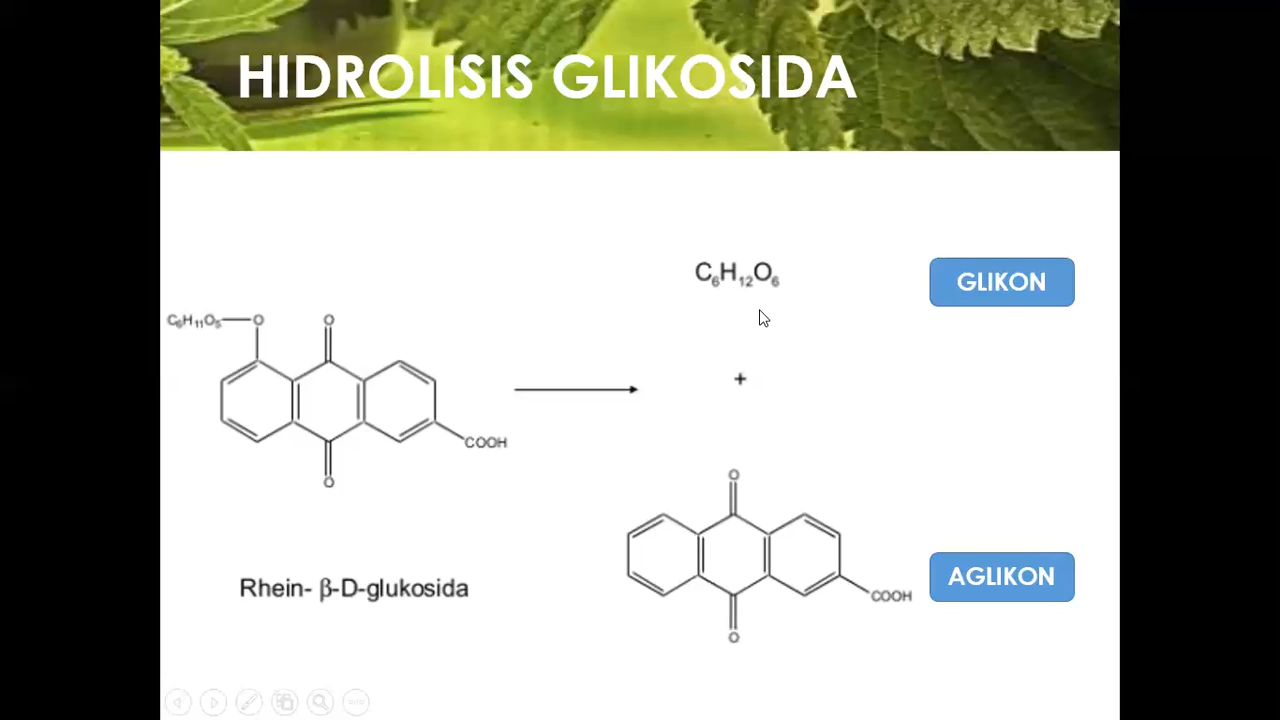 HIDROLISIS GLIKOSIDA
C₆H₁₂O₆
GLIKON
C₆H₁₁O₅
O
O
+
COOH
O
Rhein- β-D-glukosida
O
COOH
AGLIKON
O